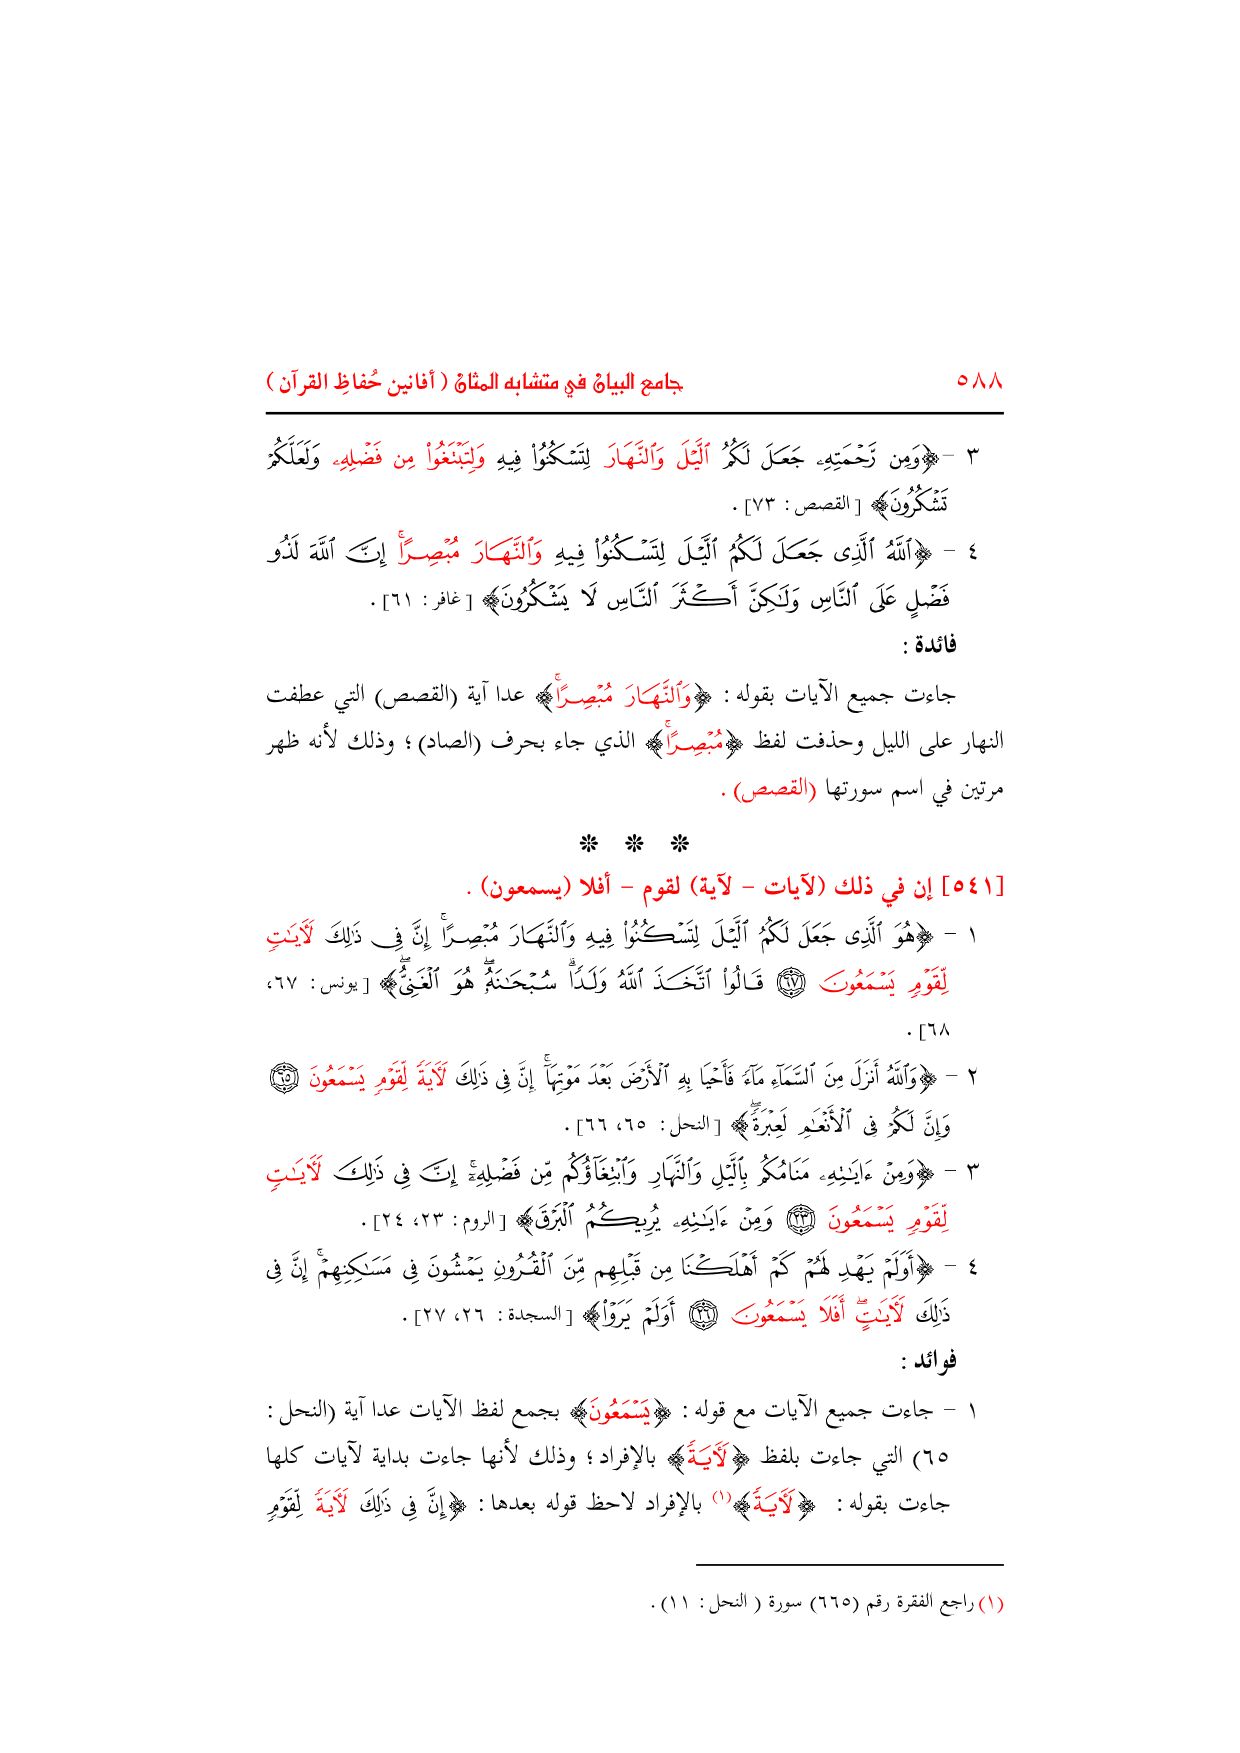 ٥٨٨ جامع البيان في متشابه المثان ( أفانين حُفاظِ القرآن )
٣ - ﴿وَمِن رَّحْمَتِهِۦ جَعَلَ لَكُمُ ٱلَّيْلَ وَٱلنَّهَارَ لِتَسْكُنُوا۟ فِيهِ وَلِتَبْتَغُوا۟ مِن فَضْلِهِۦ وَلَعَلَّكُمْ
تَشْكُرُونَ﴾ [القصص: ٧٣] .
٤ - ﴿ٱللَّهُ ٱلَّذِى جَعَلَ لَكُمُ ٱلَّيْلَ لِتَسْكُنُوا۟ فِيهِ وَٱلنَّهَارَ مُبْصِرًا ۚ إِنَّ ٱللَّهَ لَذُو
فَضْلٍ عَلَى ٱلنَّاسِ وَلَـٰكِنَّ أَكْثَرَ ٱلنَّاسِ لَا يَشْكُرُونَ﴾ [غافر: ٦١] .
فائدة :
جاءت جميع الآيات بقوله : ﴿وَٱلنَّهَارَ مُبْصِرًا ۚ﴾ عدا آية (القصص) التي عطفت
النهار على الليل وحذفت لفظ ﴿مُبْصِرًا ۚ﴾ الذي جاء بحرف (الصاد) ؛ وذلك لأنه ظهر
مرتين في اسم سورتها (القصص) .
❊ ❊ ❊
[٥٤١] إن في ذلك (لآيات - لآية) لقوم - أفلا (يسمعون) .
١ - ﴿هُوَ ٱلَّذِى جَعَلَ لَكُمُ ٱلَّيْلَ لِتَسْكُنُوا۟ فِيهِ وَٱلنَّهَارَ مُبْصِرًا ۚ إِنَّ فِى ذَٰلِكَ لَـَٔايَـٰتٍ
لِّقَوْمٍ يَسْمَعُونَ ٦٧ قَالُوا۟ ٱتَّخَذَ ٱللَّهُ وَلَدًا ۗ سُبْحَـٰنَهُۥ ۖ هُوَ ٱلْغَنِىُّ ۖ﴾ [يونس: ٦٧،
٦٨] .
٢ - ﴿وَٱللَّهُ أَنزَلَ مِنَ ٱلسَّمَآءِ مَآءً فَأَحْيَا بِهِ ٱلْأَرْضَ بَعْدَ مَوْتِهَآ ۚ إِنَّ فِى ذَٰلِكَ لَـَٔايَةً لِّقَوْمٍ يَسْمَعُونَ ٦٥
وَإِنَّ لَكُمْ فِى ٱلْأَنْعَـٰمِ لَعِبْرَةً ۖ﴾ [النحل: ٦٥، ٦٦] .
٣ - ﴿وَمِنْ ءَايَـٰتِهِۦ مَنَامُكُم بِٱلَّيْلِ وَٱلنَّهَارِ وَٱبْتِغَآؤُكُم مِّن فَضْلِهِۦٓ ۚ إِنَّ فِى ذَٰلِكَ لَـَٔايَـٰتٍ
لِّقَوْمٍ يَسْمَعُونَ ٢٣ وَمِنْ ءَايَـٰتِهِۦ يُرِيكُمُ ٱلْبَرْقَ﴾ [الروم: ٢٣، ٢٤] .
٤ - ﴿أَوَلَمْ يَهْدِ لَهُمْ كَمْ أَهْلَكْنَا مِن قَبْلِهِم مِّنَ ٱلْقُرُونِ يَمْشُونَ فِى مَسَـٰكِنِهِمْ ۚ إِنَّ فِى
ذَٰلِكَ لَـَٔايَـٰتٍ ۖ أَفَلَا يَسْمَعُونَ ٢٦ أَوَلَمْ يَرَوْا۟﴾ [السجدة: ٢٦، ٢٧] .
فوائد :
١ - جاءت جميع الآيات مع قوله : ﴿يَسْمَعُونَ﴾ بجمع لفظ الآيات عدا آية (النحل :
٦٥) التي جاءت بلفظ ﴿لَـَٔايَةً﴾ بالإفراد ؛ وذلك لأنها جاءت بداية لآيات كلها
جاءت بقوله : ﴿لَـَٔايَةً﴾(١) بالإفراد لاحظ قوله بعدها : ﴿إِنَّ فِى ذَٰلِكَ لَـَٔايَةً لِّقَوْمٍ
(١) راجع الفقرة رقم (٦٦٥) سورة ( النحل : ١١) .